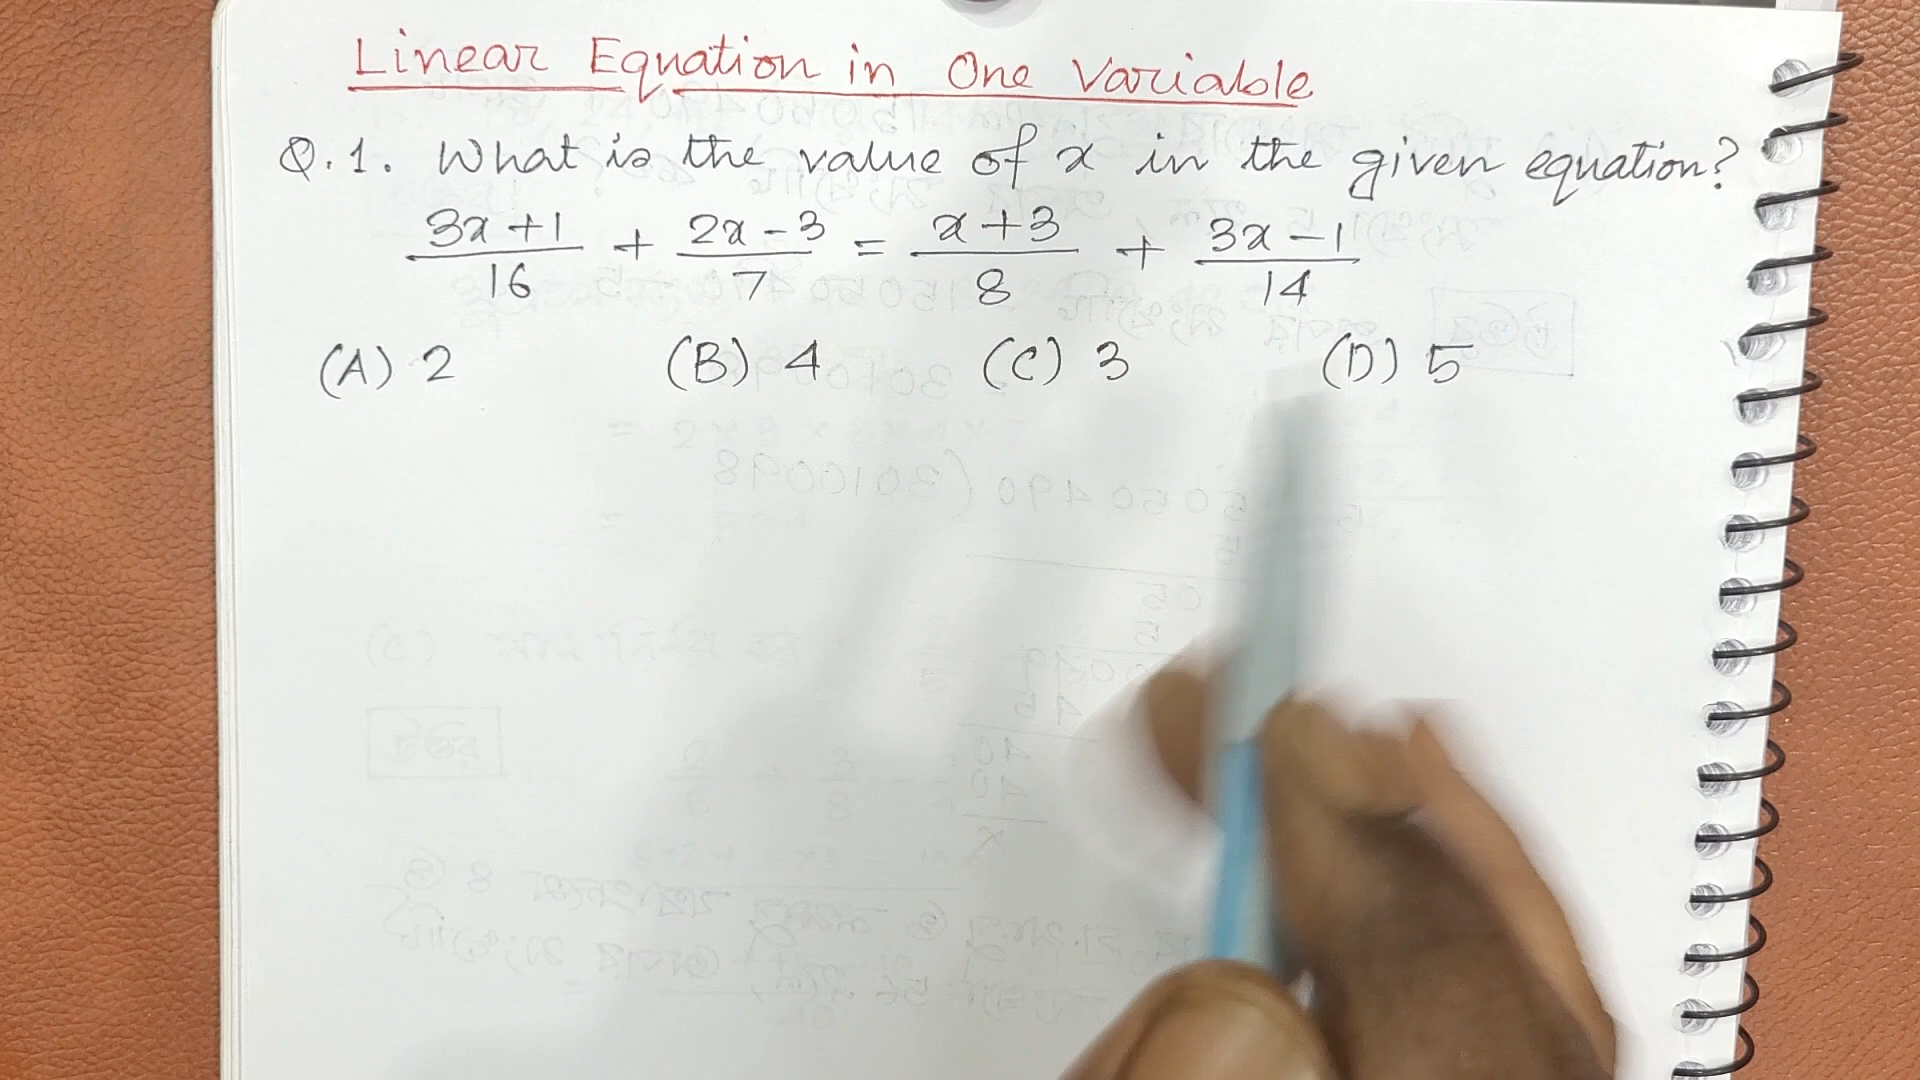 Linear Equation in One Variable
Q.1. What is the value of x in the given equation?
(3x+1)/16 + (2x-3)/7 = (x+3)/8 + (3x-1)/14
(A) 2 (B) 4 (C) 3 (D) 5